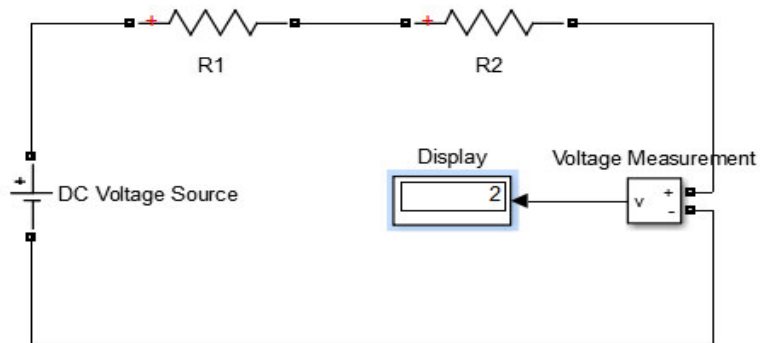 +
R1
+
R2
+
DC Voltage Source
Display
2
Voltage Measurement
v
+
-